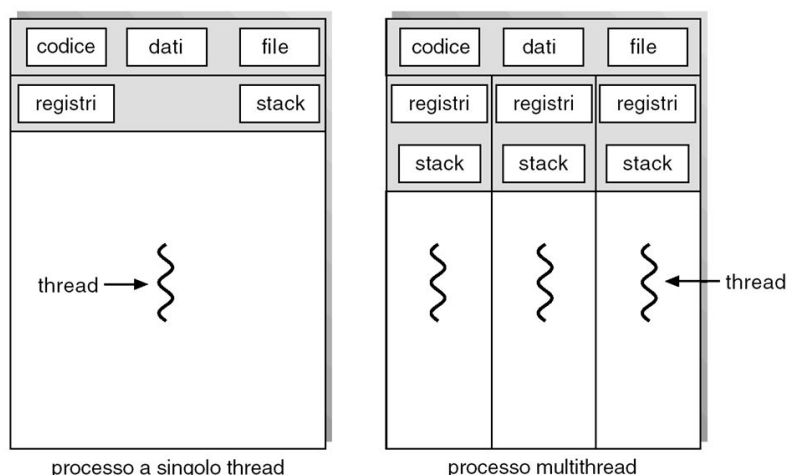 codice dati file
registri stack
thread
processo a singolo thread
codice dati file
registri registri registri
stack stack stack
thread
processo multithread